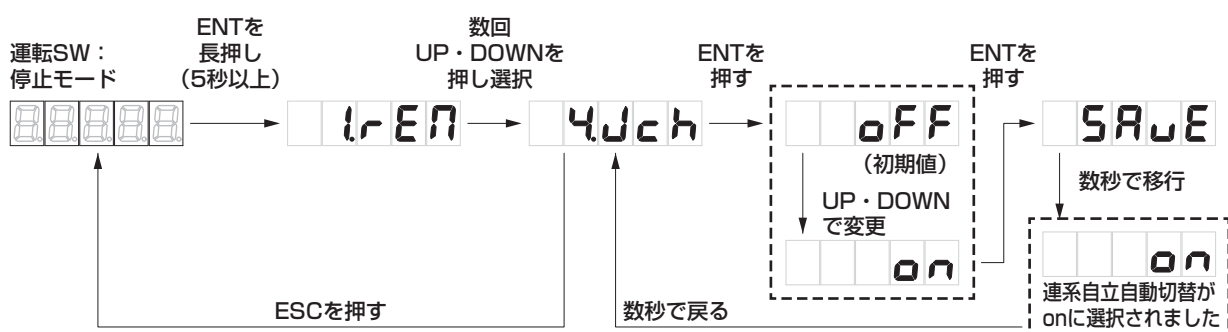 運転SW：
停止モード
ENTを
長押し
（5秒以上）
1.rEM
数回
UP・DOWNを
押し選択
4.Jch
ENTを
押す
oFF
（初期値）
UP・DOWN
で変更
on
ENTを
押す
SAvE
数秒で移行
on
連系自立自動切替が
onに選択されました
ESCを押す
数秒で戻る